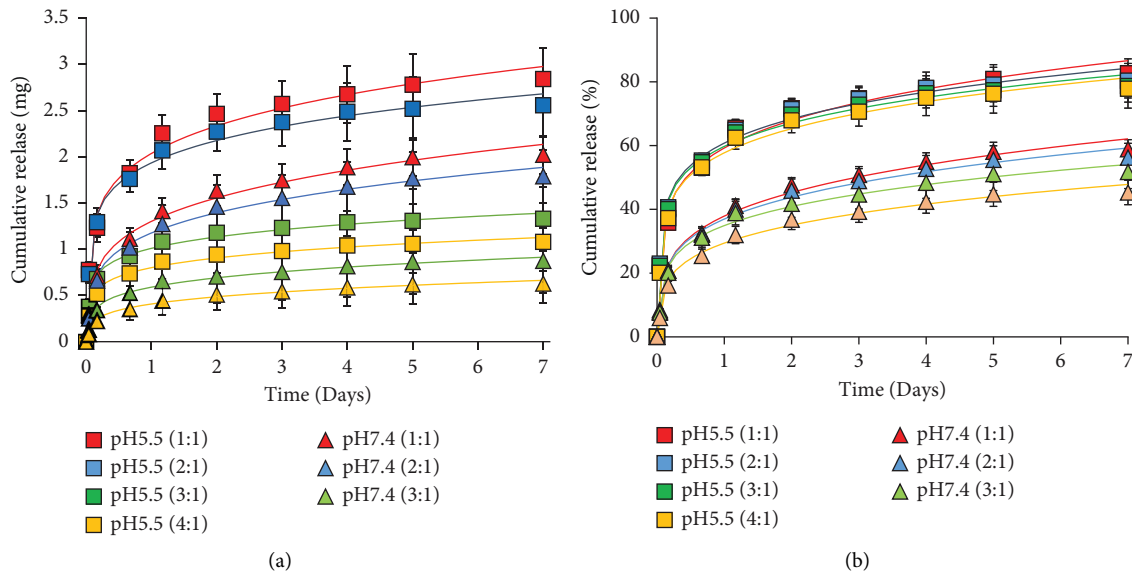 Cumulative reelase (mg)
3.5
3
2.5
2
1.5
1
0.5
0
0 1 2 3 4 5 6 7
Time (Days)
pH5.5 (1:1) pH7.4 (1:1)
pH5.5 (2:1) pH7.4 (2:1)
pH5.5 (3:1) pH7.4 (3:1)
pH5.5 (4:1)
(a)
Cumulative release (%)
100
80
60
40
20
0
0 1 2 3 4 5 6 7
Time (Days)
pH5.5 (1:1) pH7.4 (1:1)
pH5.5 (2:1) pH7.4 (2:1)
pH5.5 (3:1) pH7.4 (3:1)
pH5.5 (4:1)
(b)